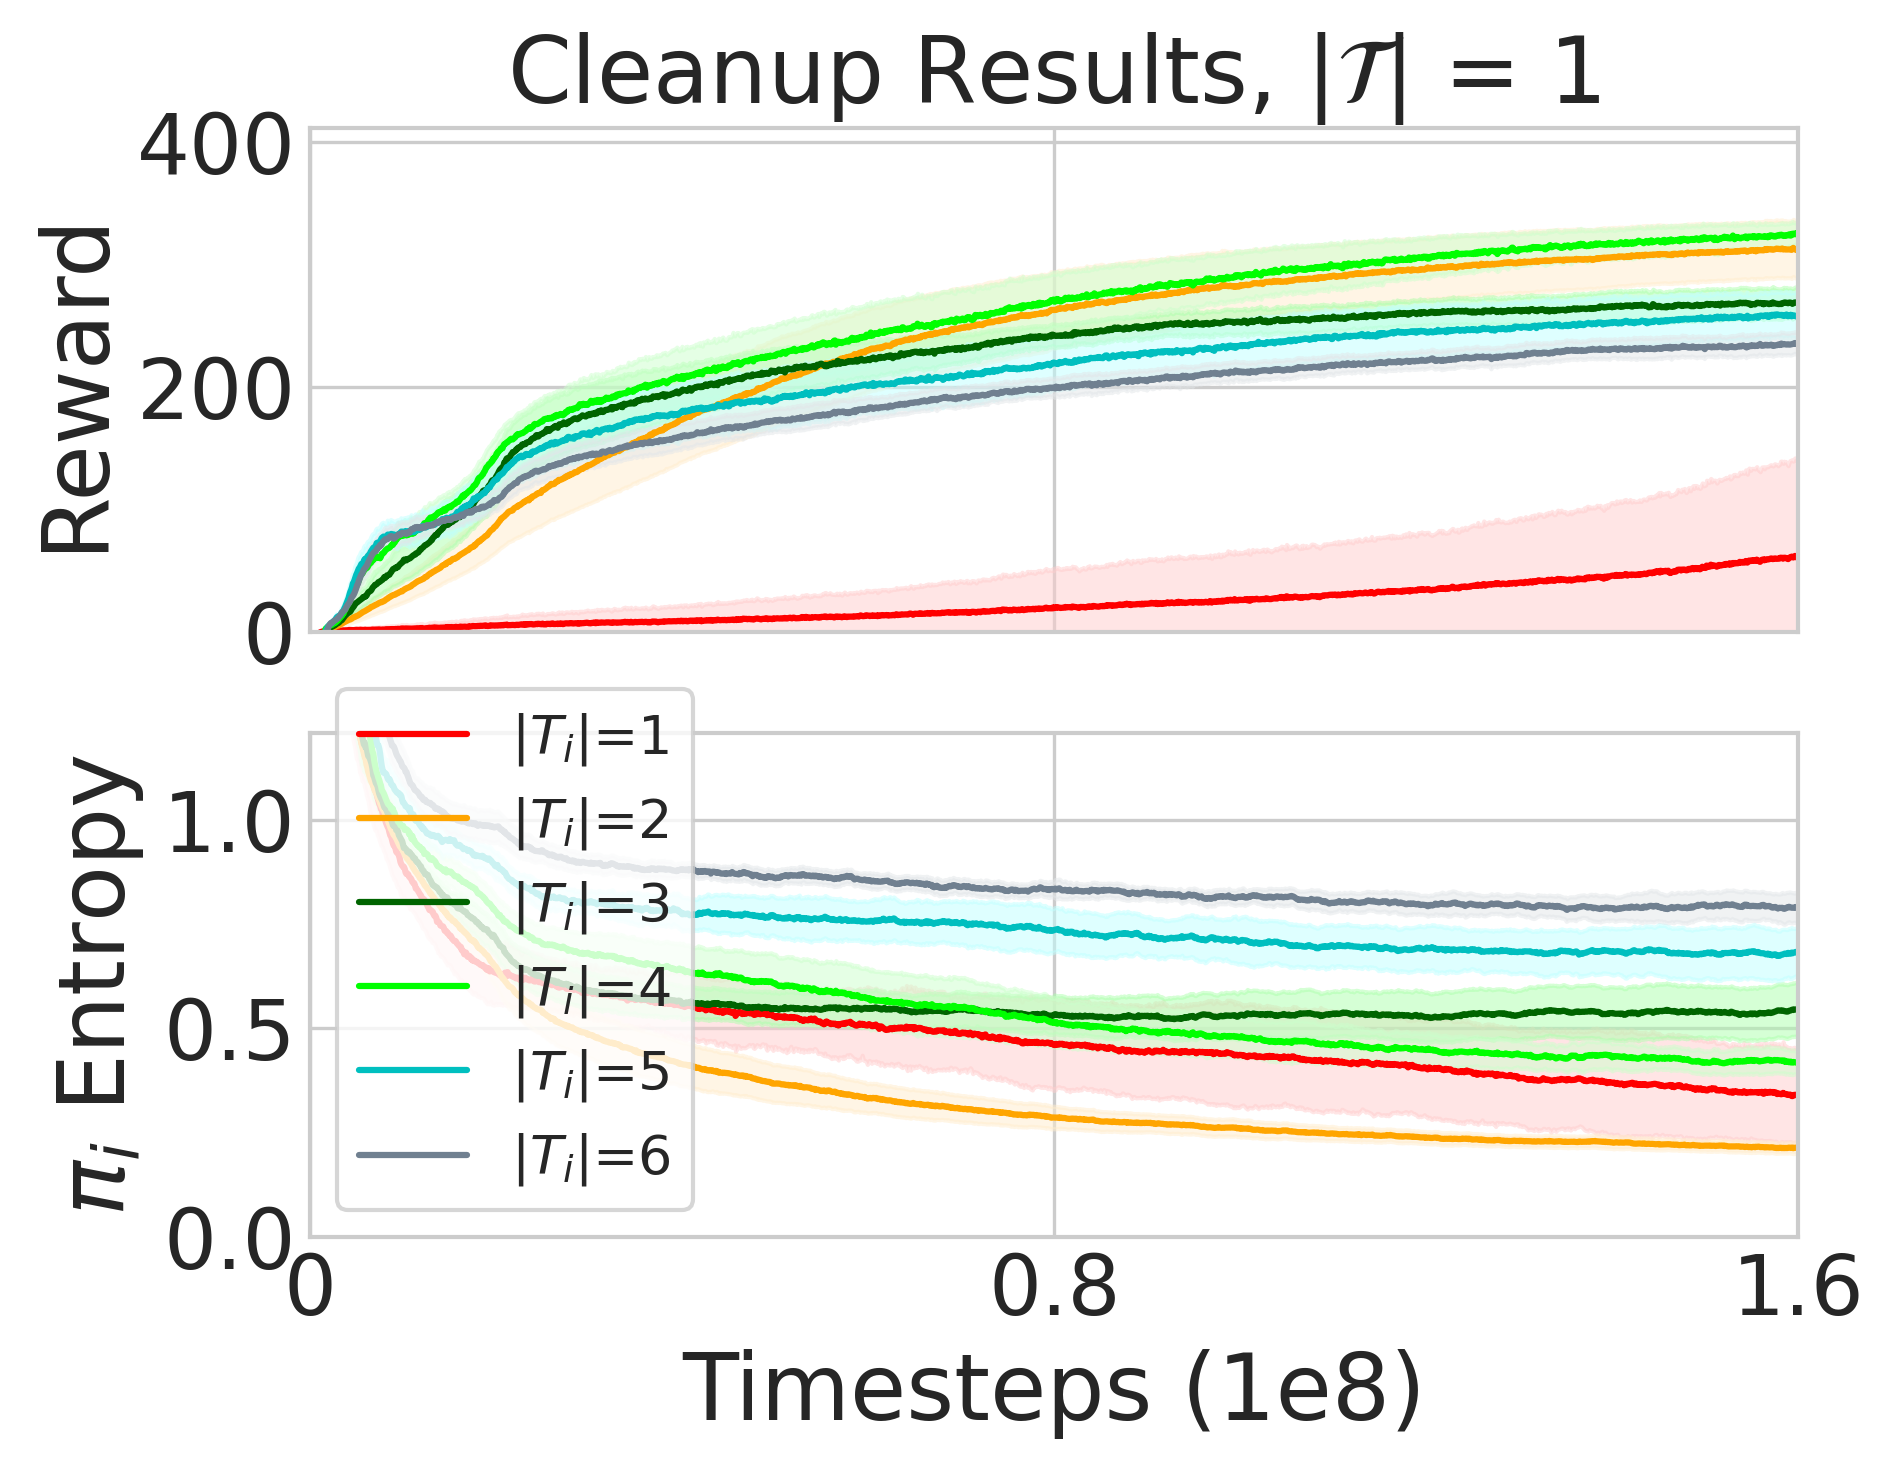 Cleanup Results, |𝒯| = 1
Reward
400
200
0
π_i Entropy
1.0
0.5
0.0
|T_i|=1
|T_i|=2
|T_i|=3
|T_i|=4
|T_i|=5
|T_i|=6
0 0.8 1.6
Timesteps (1e8)